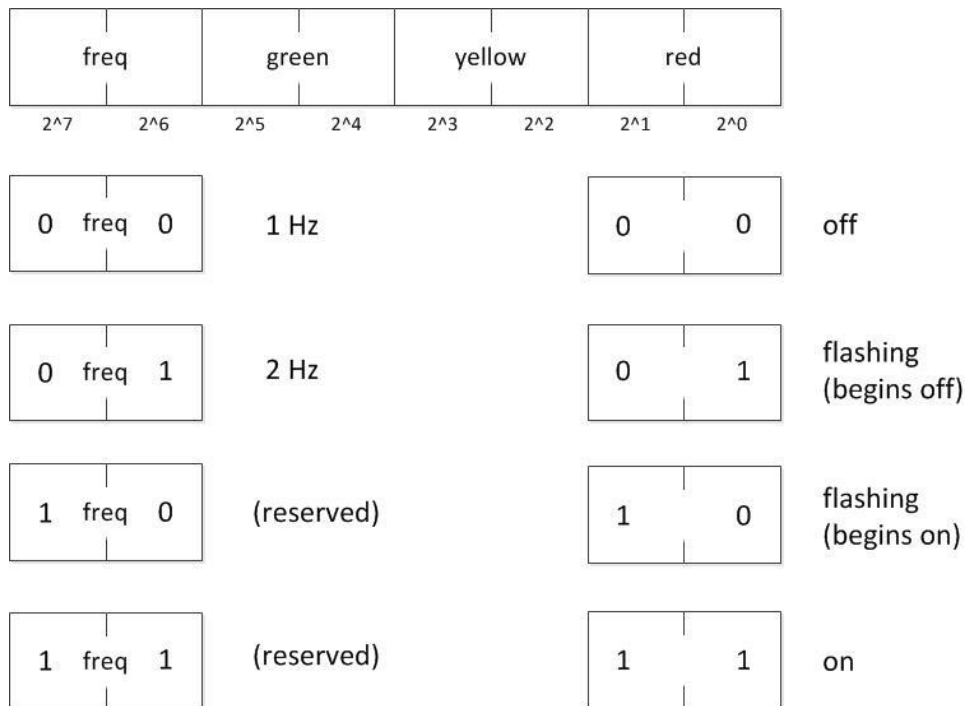 freq green yellow red
2^7 2^6 2^5 2^4 2^3 2^2 2^1 2^0
0 freq 0 1 Hz 0 0 off
0 freq 1 2 Hz 0 1 flashing
(begins off)
1 freq 0 (reserved) 1 0 flashing
(begins on)
1 freq 1 (reserved) 1 1 on